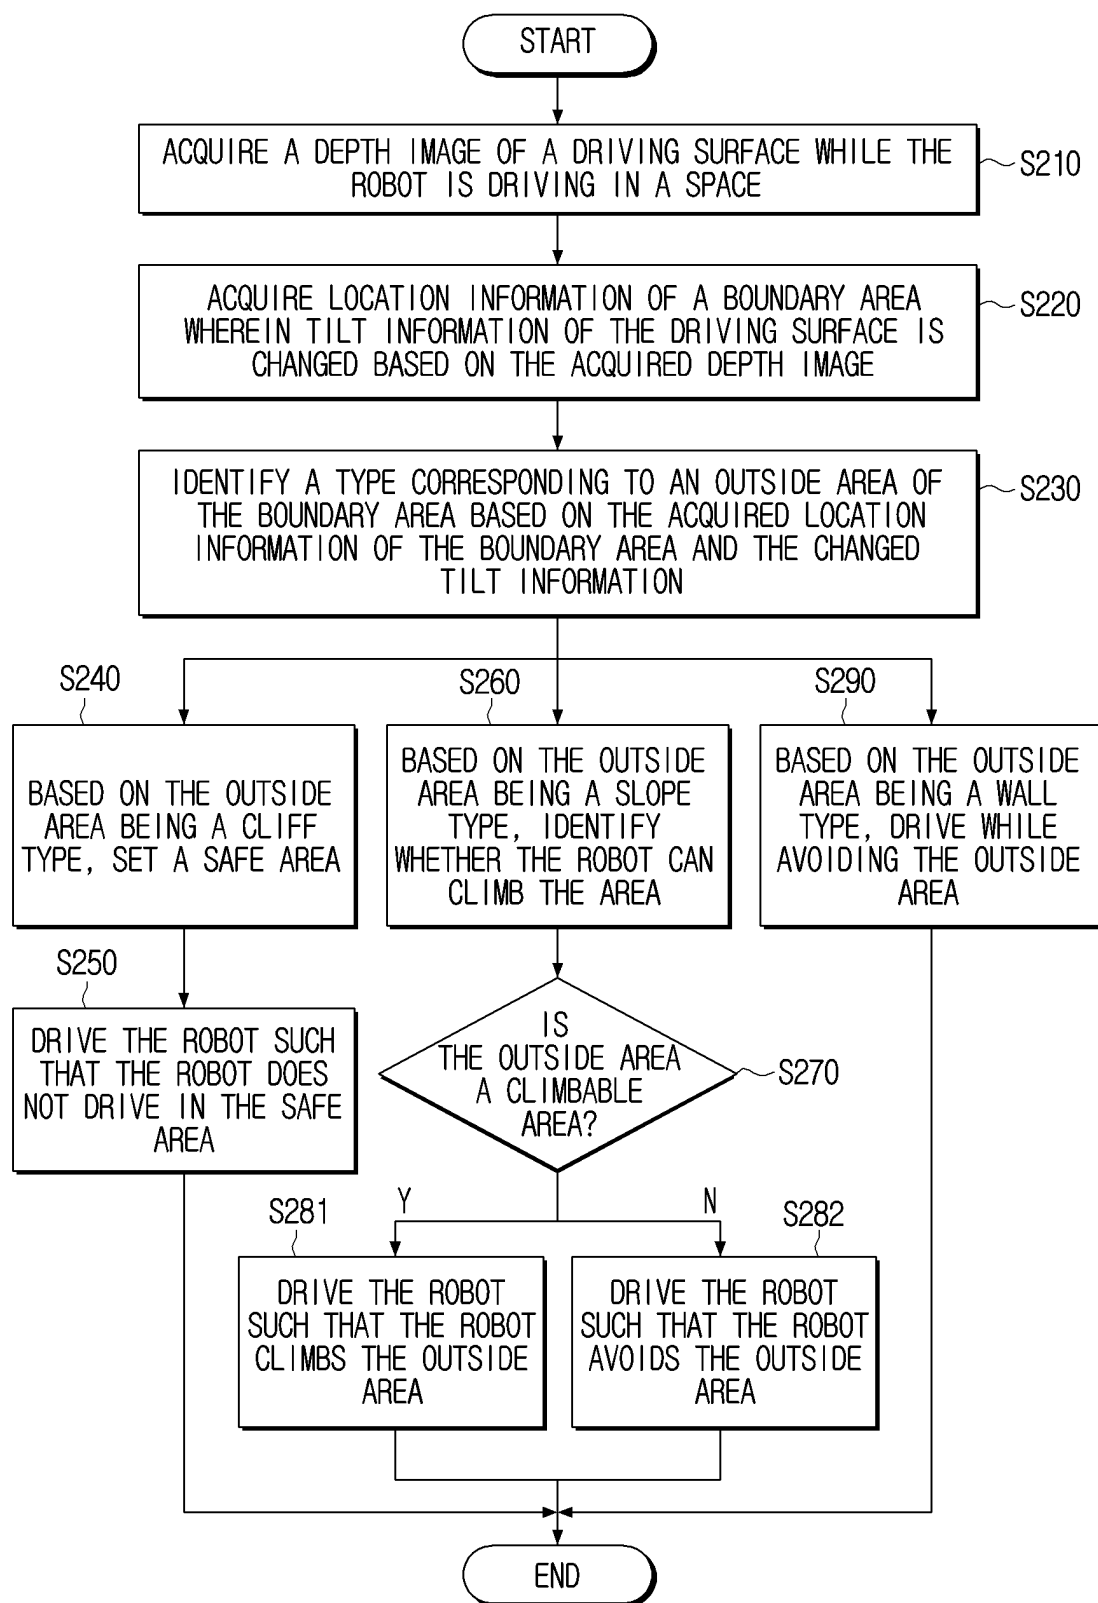 START
ACQUIRE A DEPTH IMAGE OF A DRIVING SURFACE WHILE THE
ROBOT IS DRIVING IN A SPACE
S210
ACQUIRE LOCATION INFORMATION OF A BOUNDARY AREA
WHEREIN TILT INFORMATION OF THE DRIVING SURFACE IS
CHANGED BASED ON THE ACQUIRED DEPTH IMAGE
S220
IDENTIFY A TYPE CORRESPONDING TO AN OUTSIDE AREA OF
THE BOUNDARY AREA BASED ON THE ACQUIRED LOCATION
INFORMATION OF THE BOUNDARY AREA AND THE CHANGED
TILT INFORMATION
S230
S240
BASED ON THE OUTSIDE
AREA BEING A CLIFF
TYPE, SET A SAFE AREA
S250
DRIVE THE ROBOT SUCH
THAT THE ROBOT DOES
NOT DRIVE IN THE SAFE
AREA
S260
BASED ON THE OUTSIDE
AREA BEING A SLOPE
TYPE, IDENTIFY
WHETHER THE ROBOT CAN
CLIMB THE AREA
S290
BASED ON THE OUTSIDE
AREA BEING A WALL
TYPE, DRIVE WHILE
AVOIDING THE OUTSIDE
AREA
IS
THE OUTSIDE AREA
A CLIMBABLE
AREA?
S270
Y
N
S281
DRIVE THE ROBOT
SUCH THAT THE ROBOT
CLIMBS THE OUTSIDE
AREA
S282
DRIVE THE ROBOT
SUCH THAT THE ROBOT
AVOIDS THE OUTSIDE
AREA
END